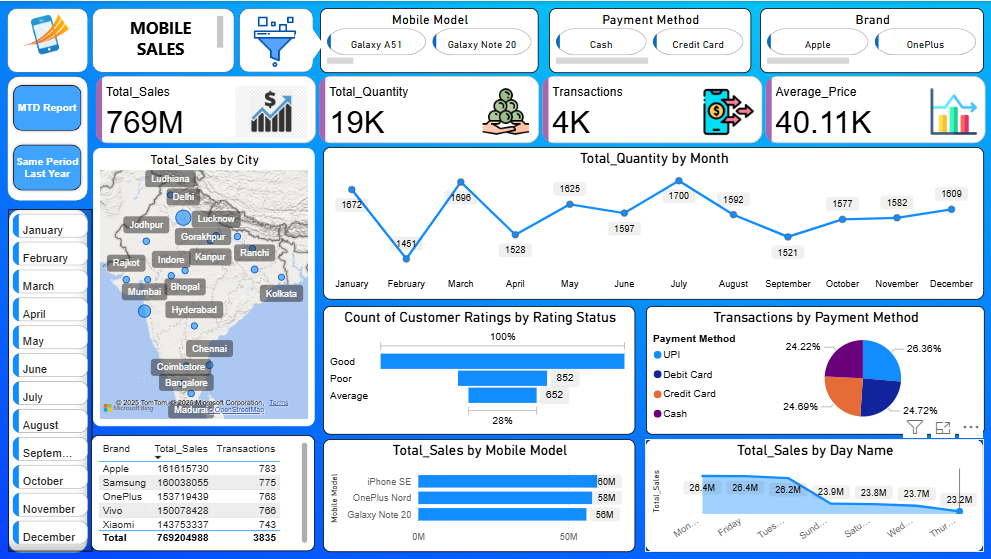 MOBILE
SALES
Mobile Model
Galaxy A51
Galaxy Note 20
Payment Method
Cash
Credit Card
Brand
Apple
OnePlus
MTD Report
Same Period
Last Year
Total_Sales
769M
Total_Quantity
19K
Transactions
4K
Average_Price
40.11K
January
February
March
April
May
June
July
August
Septem...
October
November
December
Total_Sales by City
Ludhiana
Delhi
Jodhpur
Lucknow
Gorakhpur
Rajkot
Indore
Kanpur
Ranchi
Mumbai
Bhopal
Kolkata
Hyderabad
Chennai
Coimbatore
Bangalore
Madurai
© 2025 TomTom, © 2025 Microsoft Corporation, Terms
© OpenStreetMap
Microsoft Bing
Total_Quantity by Month
1672
1451
1696
1528
1625
1597
1700
1592
1521
1577
1582
1609
January
February
March
April
May
June
July
August
September
October
November
December
Count of Customer Ratings by Rating Status
100%
Good
Poor
852
Average
652
28%
Transactions by Payment Method
Payment Method
UPI
Debit Card
Credit Card
Cash
24.22%
26.36%
24.69%
24.72%
Brand Total_Sales Transactions
Apple 161615730 783
Samsung 160038055 775
OnePlus 153719439 768
Vivo 150078428 766
Xiaomi 143753337 743
Total 769204988 3835
Total_Sales by Mobile Model
Mobile Model
iPhone SE 60M
OnePlus Nord 58M
Galaxy Note 20 56M
0M 50M
Total_Sales by Day Name
Total_Sales
26.4M
26.4M
26.2M
23.9M
23.8M
23.7M
23.2M
Mon...
Friday
Tues...
Sund...
Satu...
Wed...
Thur...